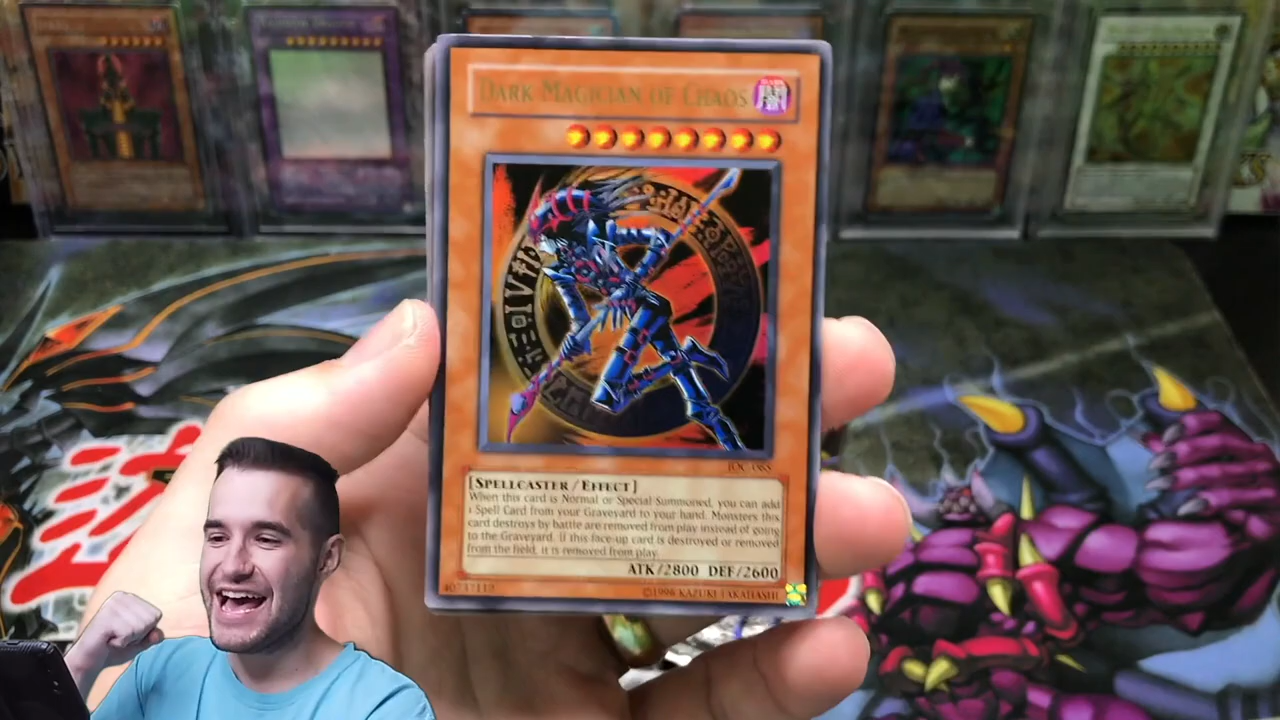 DARK MAGICIAN OF CHAOS
IOC-065
[SPELLCASTER / EFFECT]
When this card is Normal or Special Summoned, you can add
1 Spell Card from your Graveyard to your hand. Monsters this
card destroys by battle are removed from play instead of going
to the Graveyard. If this face-up card is destroyed or removed
from the field, it is removed from play.
ATK/2800 DEF/2600
40737112
©1996 KAZUKI TAKAHASHI